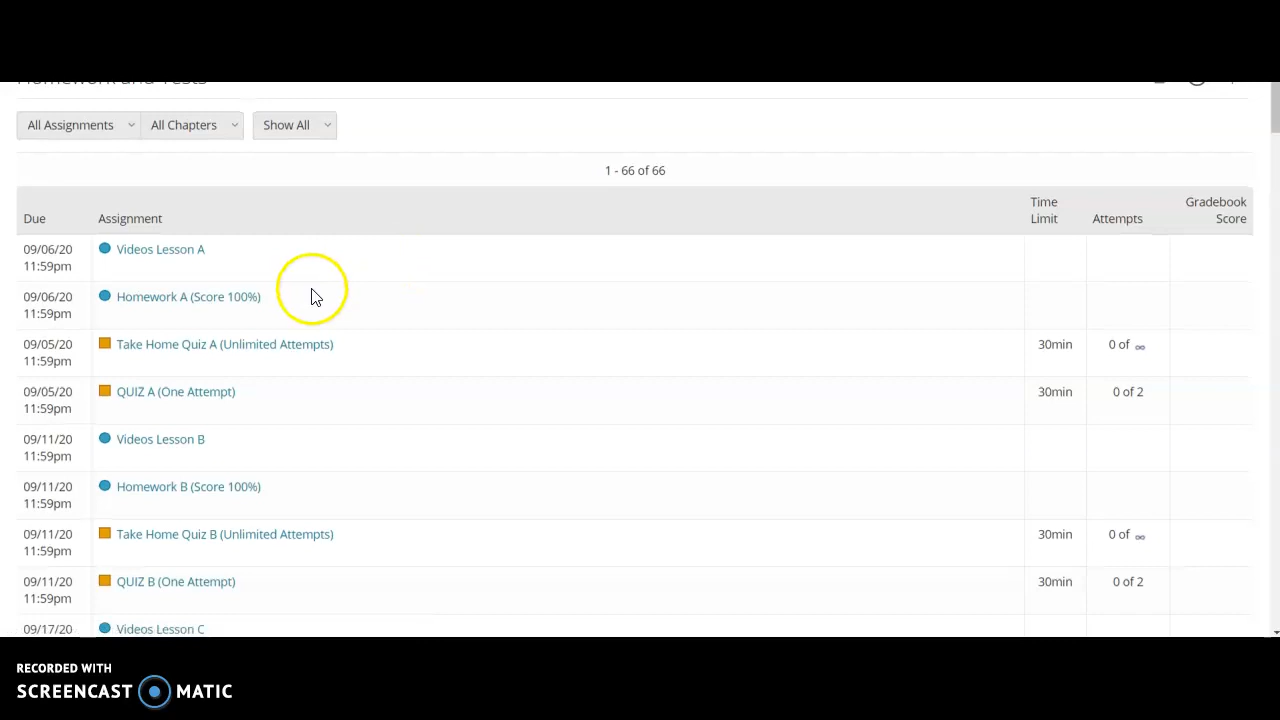 Homework and Tests
All Assignments All Chapters Show All
1 - 66 of 66
Due Assignment Time Limit Attempts Gradebook Score
09/06/20 11:59pm Videos Lesson A
09/06/20 11:59pm Homework A (Score 100%)
09/05/20 11:59pm Take Home Quiz A (Unlimited Attempts) 30min 0 of ∞
09/05/20 11:59pm QUIZ A (One Attempt) 30min 0 of 2
09/11/20 11:59pm Videos Lesson B
09/11/20 11:59pm Homework B (Score 100%)
09/11/20 11:59pm Take Home Quiz B (Unlimited Attempts) 30min 0 of ∞
09/11/20 11:59pm QUIZ B (One Attempt) 30min 0 of 2
09/17/20 Videos Lesson C
RECORDED WITH
SCREENCAST MATIC